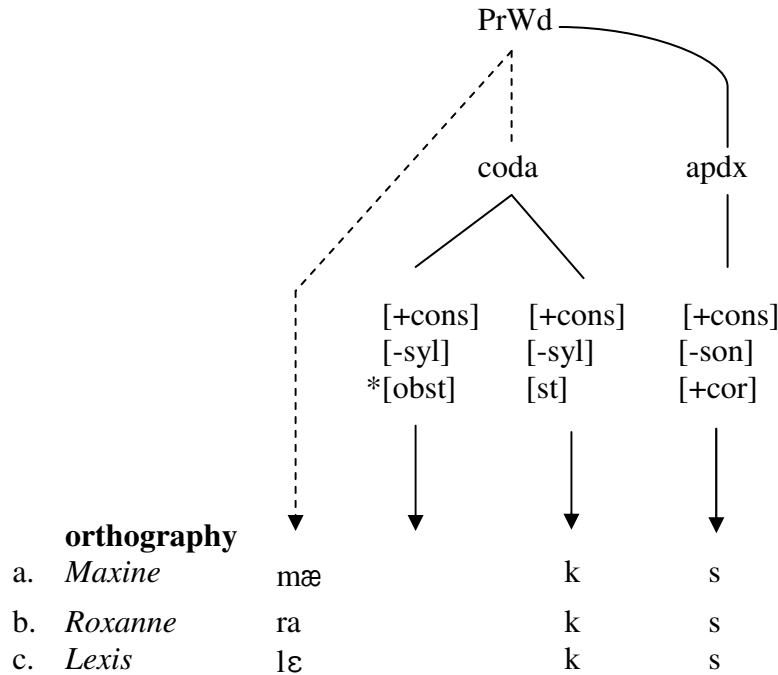 PrWd
coda apdx
[+cons] [+cons] [+cons]
[-syl] [-syl] [-son]
*[obst] [st] [+cor]
orthography
a. Maxine mæ k s
b. Roxanne ra k s
c. Lexis lɛ k s